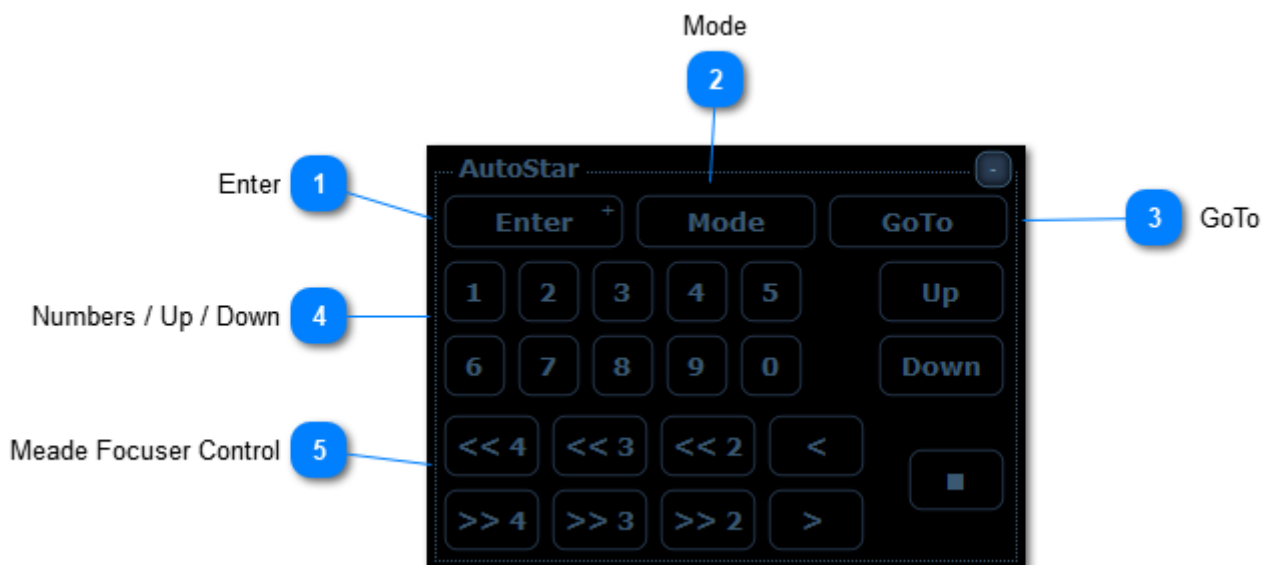 Mode
2
AutoStar -
Enter 1 Enter + Mode GoTo 3 GoTo
1 2 3 4 5 Up
Numbers / Up / Down 4
6 7 8 9 0 Down
Meade Focuser Control 5 << 4 << 3 << 2 <
■
>> 4 >> 3 >> 2 >